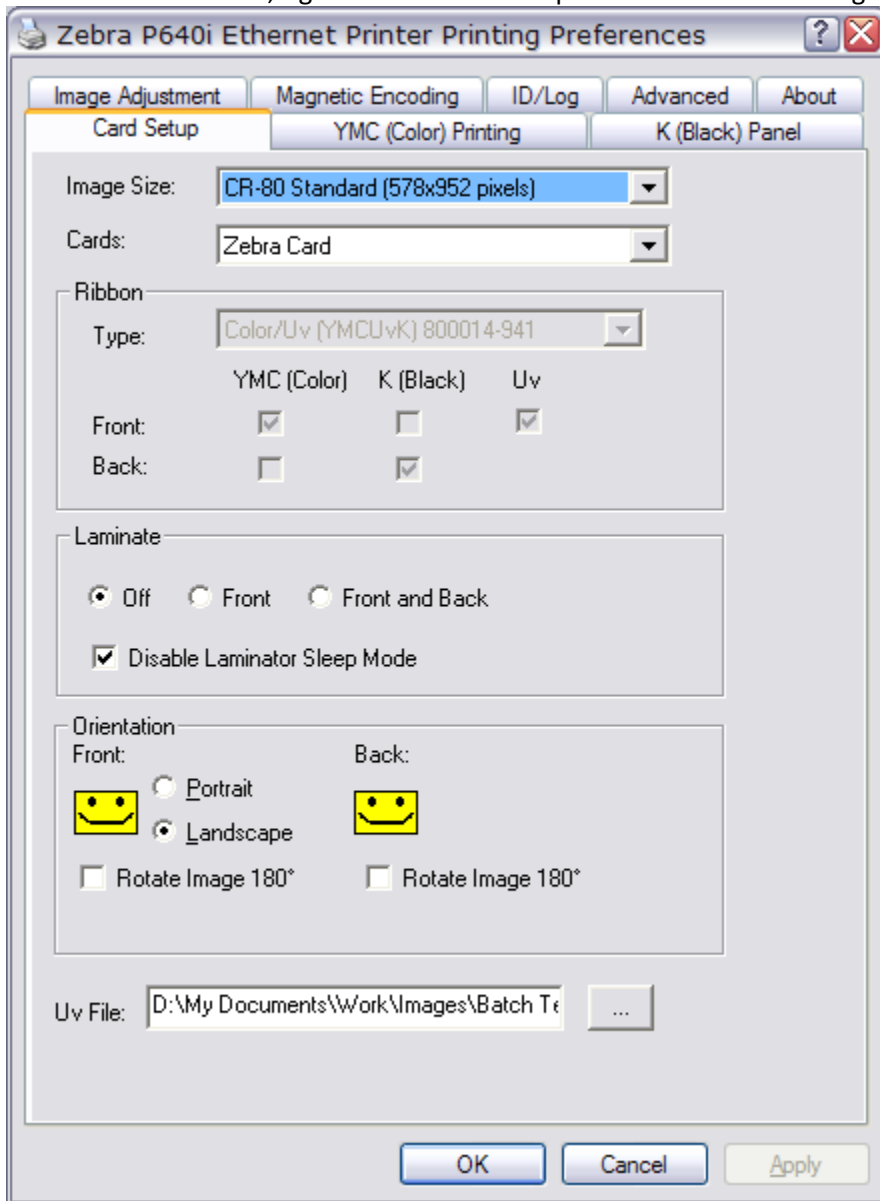 Zebra P640i Ethernet Printer Printing Preferences
Image Adjustment Magnetic Encoding ID/Log Advanced About
Card Setup YMC (Color) Printing K (Black) Panel
Image Size: CR-80 Standard (578x952 pixels)
Cards: Zebra Card
Ribbon
Type: Color/Uv (YMCUvK) 800014-941
YMC (Color) K (Black) Uv
Front:
Back:
Laminate
Off Front Front and Back
Disable Laminator Sleep Mode
Orientation
Front: Back:
Portrait
Landscape
Rotate Image 180° Rotate Image 180°
Uv File: D:\My Documents\Work\Images\Batch Te ...
OK Cancel Apply